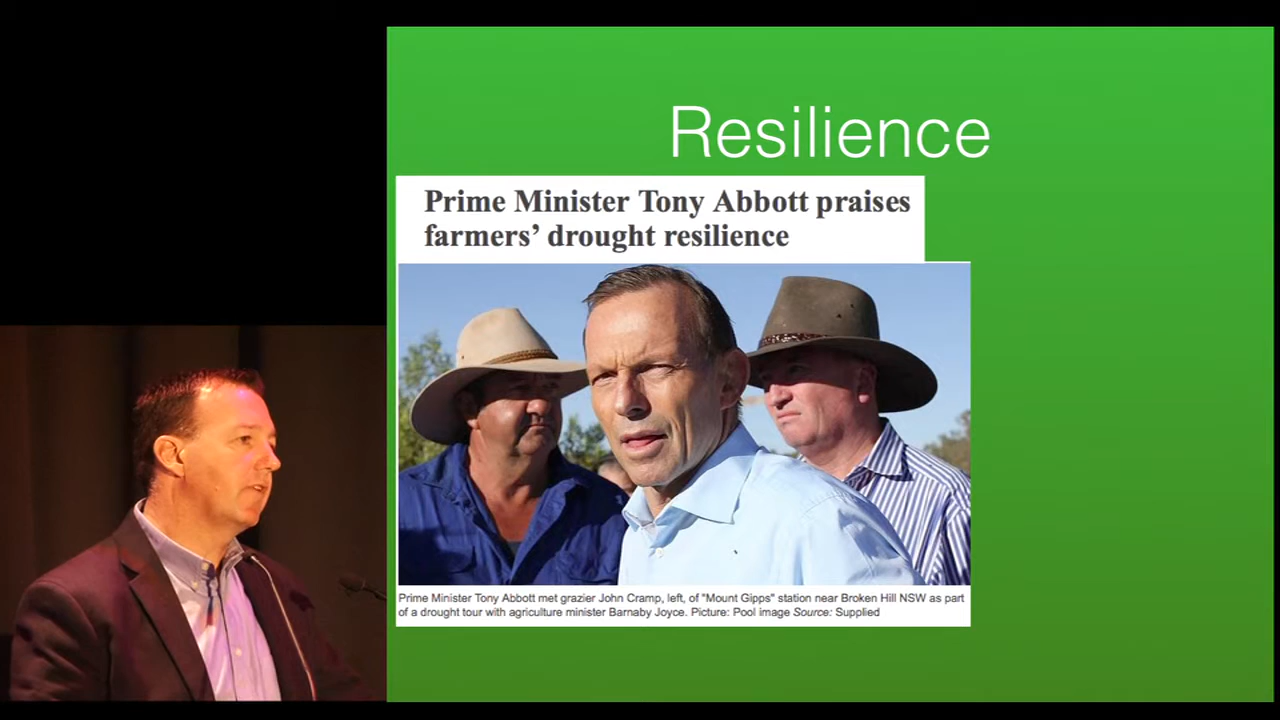 Resilience
Prime Minister Tony Abbott praises
farmers’ drought resilience
Prime Minister Tony Abbott met grazier John Cramp, left, of "Mount Gipps" station near Broken Hill NSW as part
of a drought tour with agriculture minister Barnaby Joyce. Picture: Pool image Source: Supplied